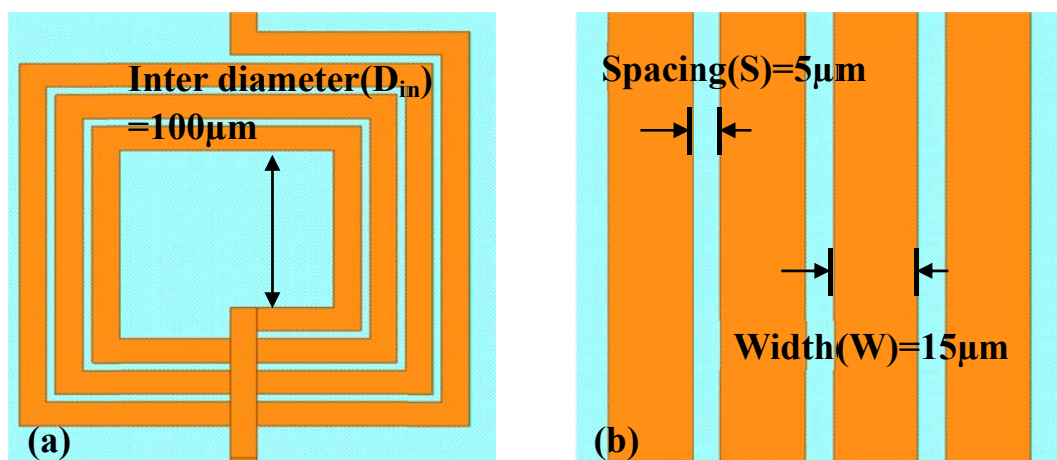 Inter diameter(Din)
=100μm
(a)
Spacing(S)=5μm
Width(W)=15μm
(b)